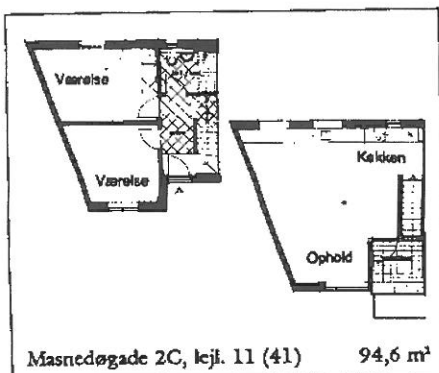 Værelse
Værelse
Køkken
Ophold
Masnedøgade 2C, lejl. 11 (41) 94,6 m²